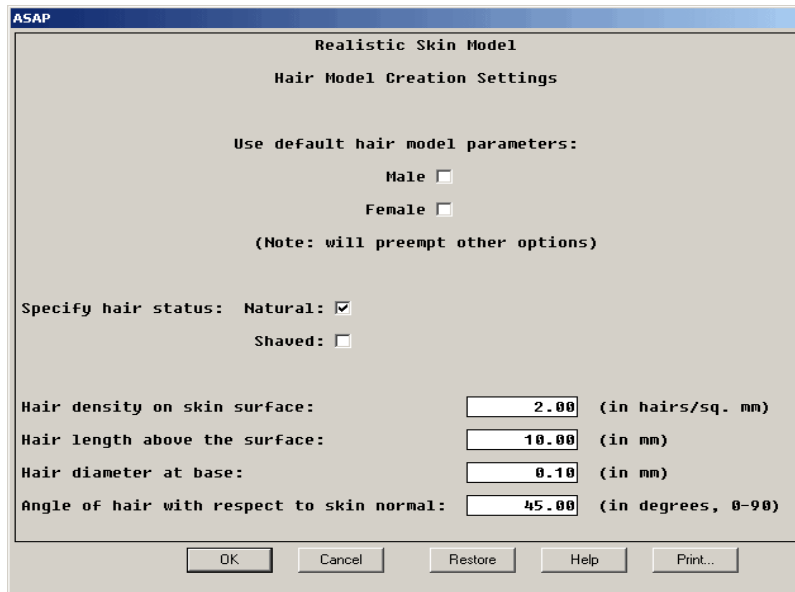 ASAP
Realistic Skin Model
Hair Model Creation Settings
Use default hair model parameters:
Male
Female
(Note: will preempt other options)
Specify hair status: Natural:
Shaved:
Hair density on skin surface: 2.00 (in hairs/sq. mm)
Hair length above the surface: 10.00 (in mm)
Hair diameter at base: 0.10 (in mm)
Angle of hair with respect to skin normal: 45.00 (in degrees, 0-90)
OK Cancel Restore Help Print...